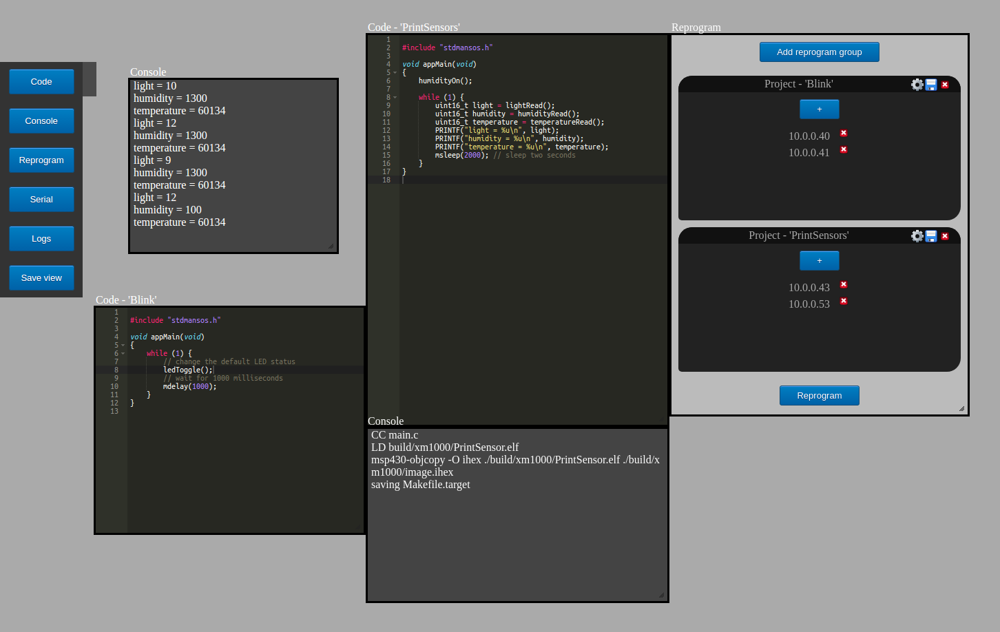 Code
Console
Reprogram
Serial
Logs
Save view
Console
light = 10
humidity = 1300
temperature = 60134
light = 12
humidity = 1300
temperature = 60134
light = 9
humidity = 1300
temperature = 60134
light = 12
humidity = 100
temperature = 60134
Code - 'Blink'
1
2 #include "stdmansos.h"
3
4 void appMain(void)
5 {
6 while (1) {
7 // change the default LED status
8 ledToggle();
9 // wait for 1000 milliseconds
10 mdelay(1000);
11 }
12 }
13
Code - 'PrintSensors'
1
2 #include "stdmansos.h"
3
4 void appMain(void)
5 {
6 humidityOn();
7
8 while (1) {
9 uint16_t light = lightRead();
10 uint16_t humidity = humidityRead();
11 uint16_t temperature = temperatureRead();
12 PRINTF("light = %u\n", light);
13 PRINTF("humidity = %u\n", humidity);
14 PRINTF("temperature = %u\n", temperature);
15 msleep(2000); // sleep two seconds
16 }
17 }
18
Console
CC main.c
LD build/xm1000/PrintSensor.elf
msp430-objcopy -O ihex ./build/xm1000/PrintSensor.elf ./build/x
m1000/image.ihex
saving Makefile.target
Reprogram
Add reprogram group
Project - 'Blink'
+
10.0.0.40
10.0.0.41
Project - 'PrintSensors'
+
10.0.0.43
10.0.0.53
Reprogram